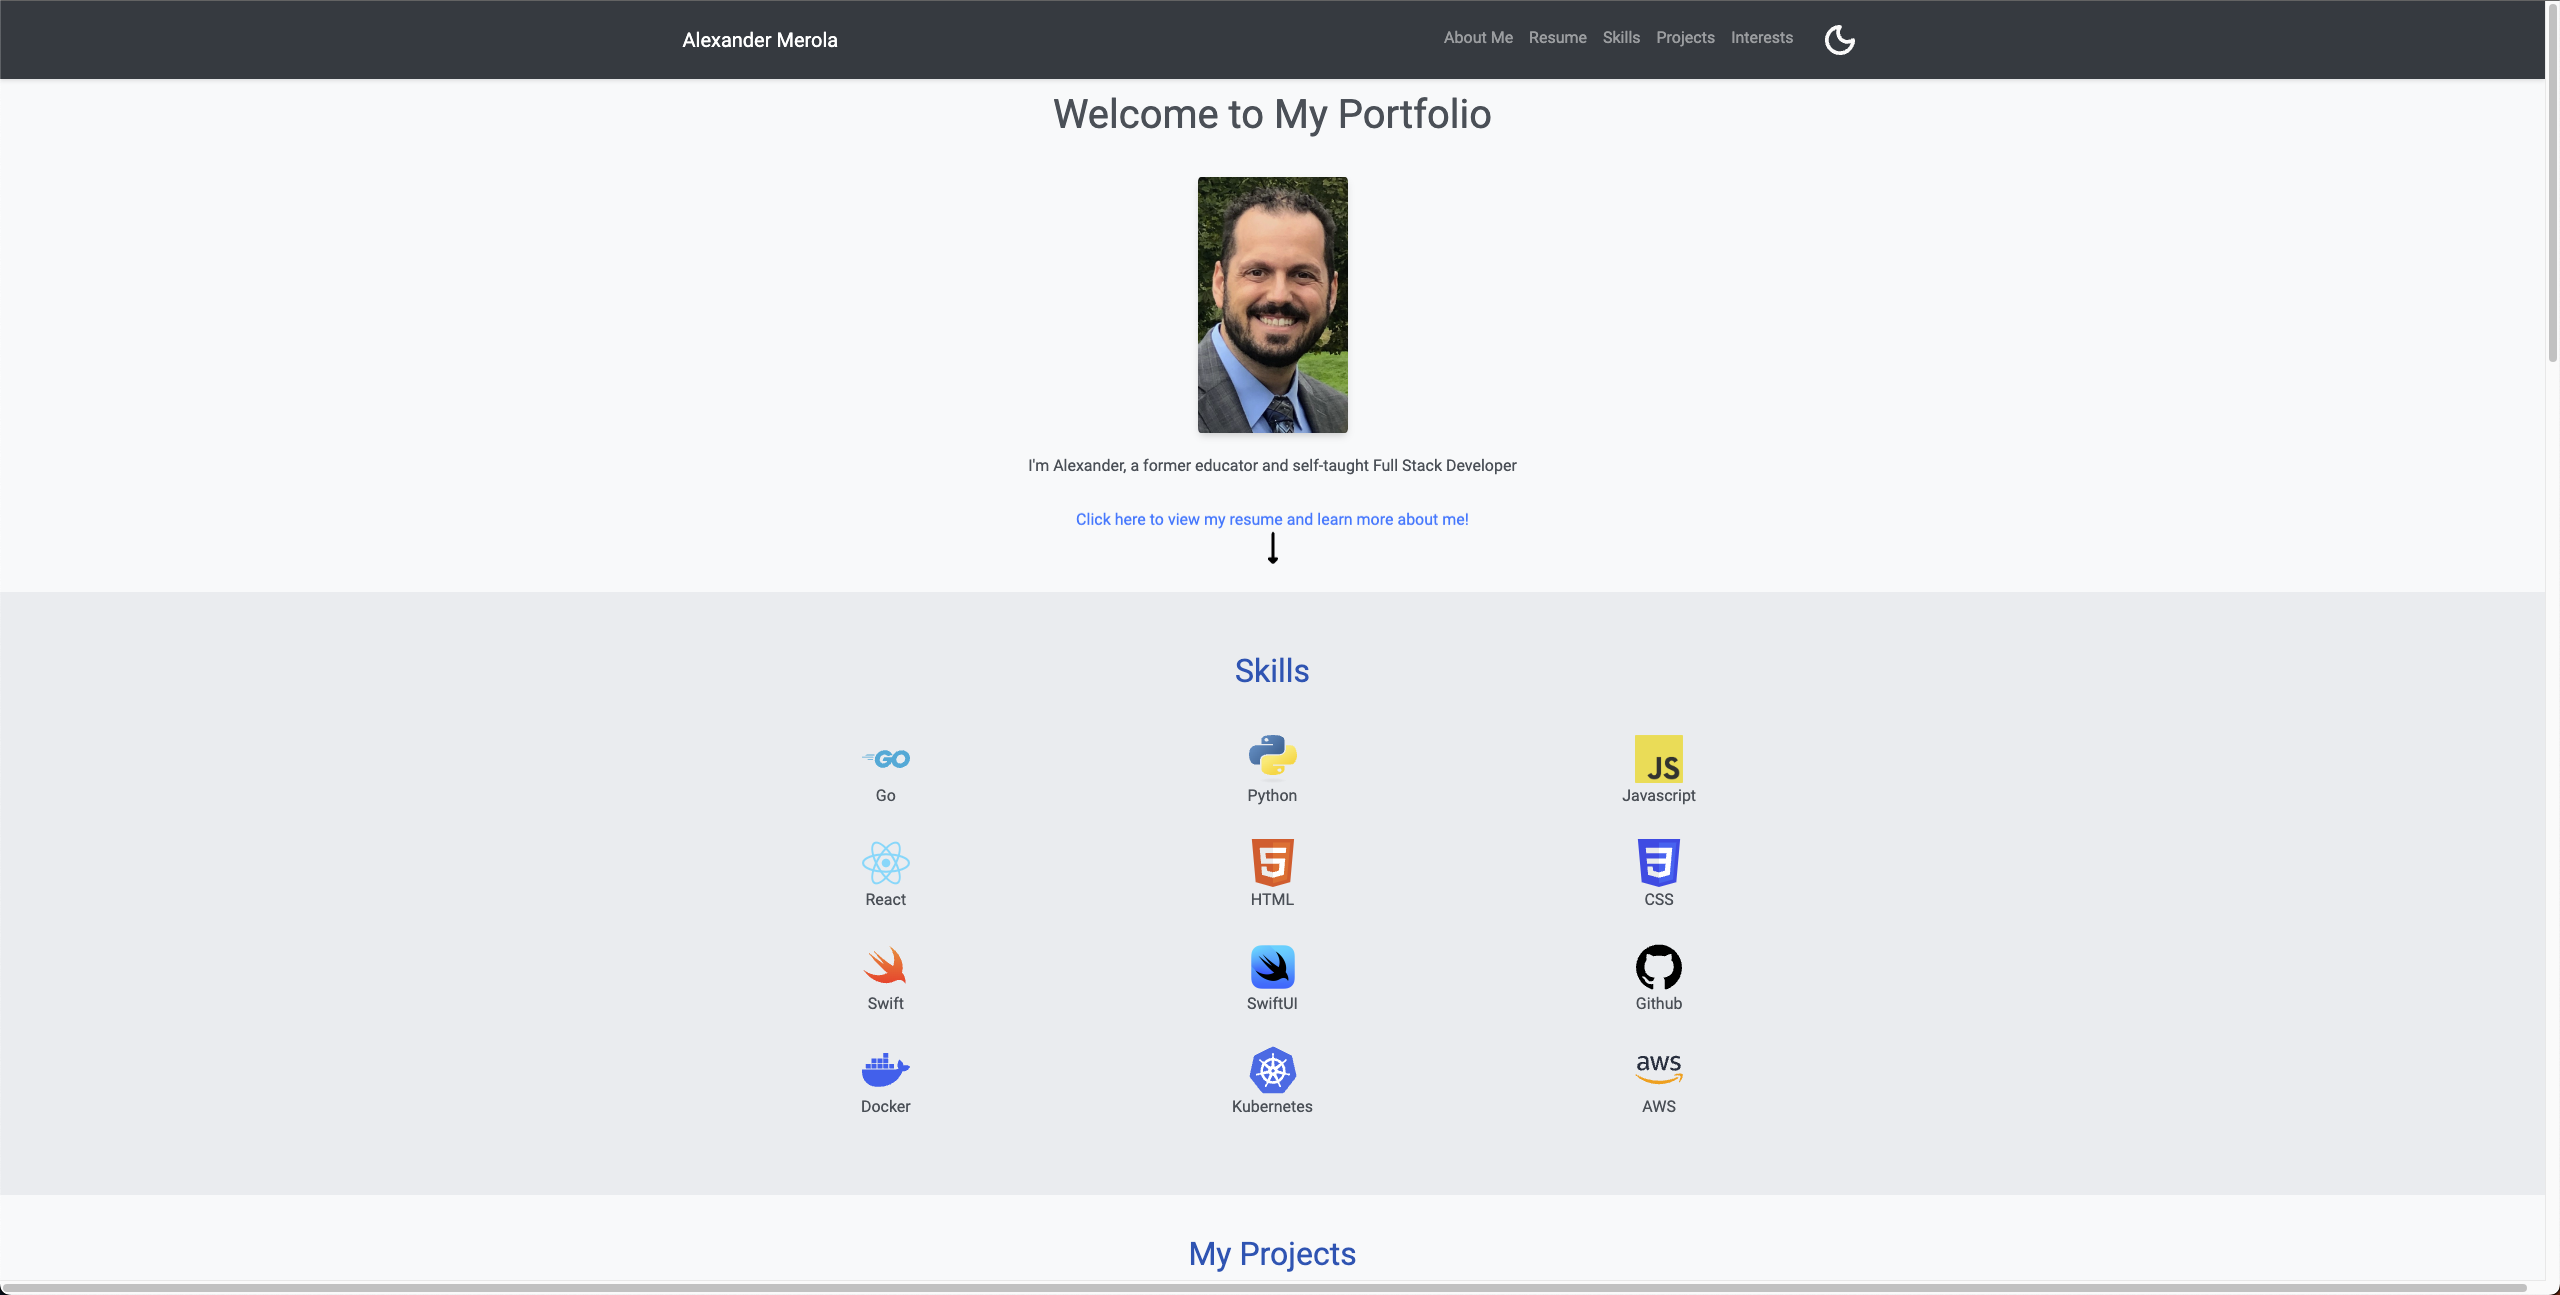 Alexander Merola
About Me Resume Skills Projects Interests
Welcome to My Portfolio
I'm Alexander, a former educator and self-taught Full Stack Developer
Click here to view my resume and learn more about me!
Skills
GO
JS
Go Python Javascript
5 3
React HTML CSS
Swift SwiftUI Github
aws
Docker Kubernetes AWS
My Projects